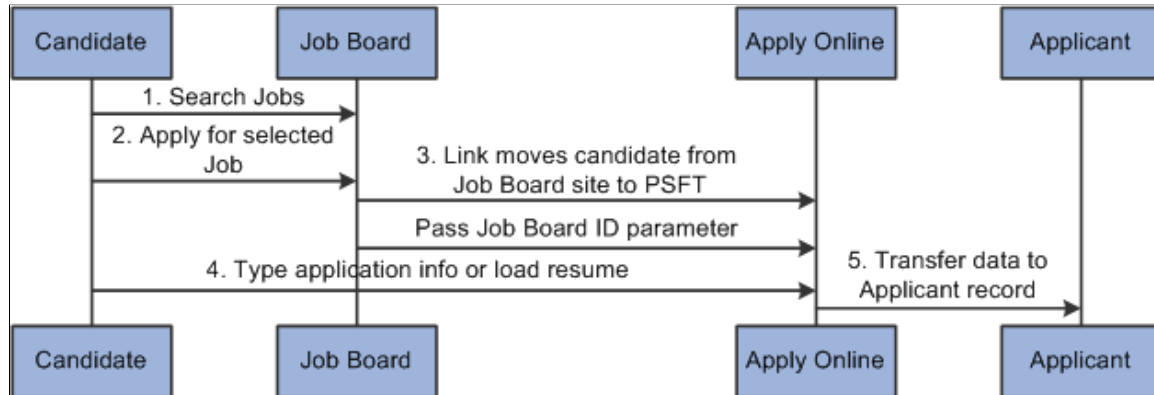 Candidate
Job Board
Apply Online
Applicant
1. Search Jobs
2. Apply for selected
Job
3. Link moves candidate from
Job Board site to PSFT
Pass Job Board ID parameter
4. Type application info or load resume
5. Transfer data to
Applicant record
Candidate
Job Board
Apply Online
Applicant